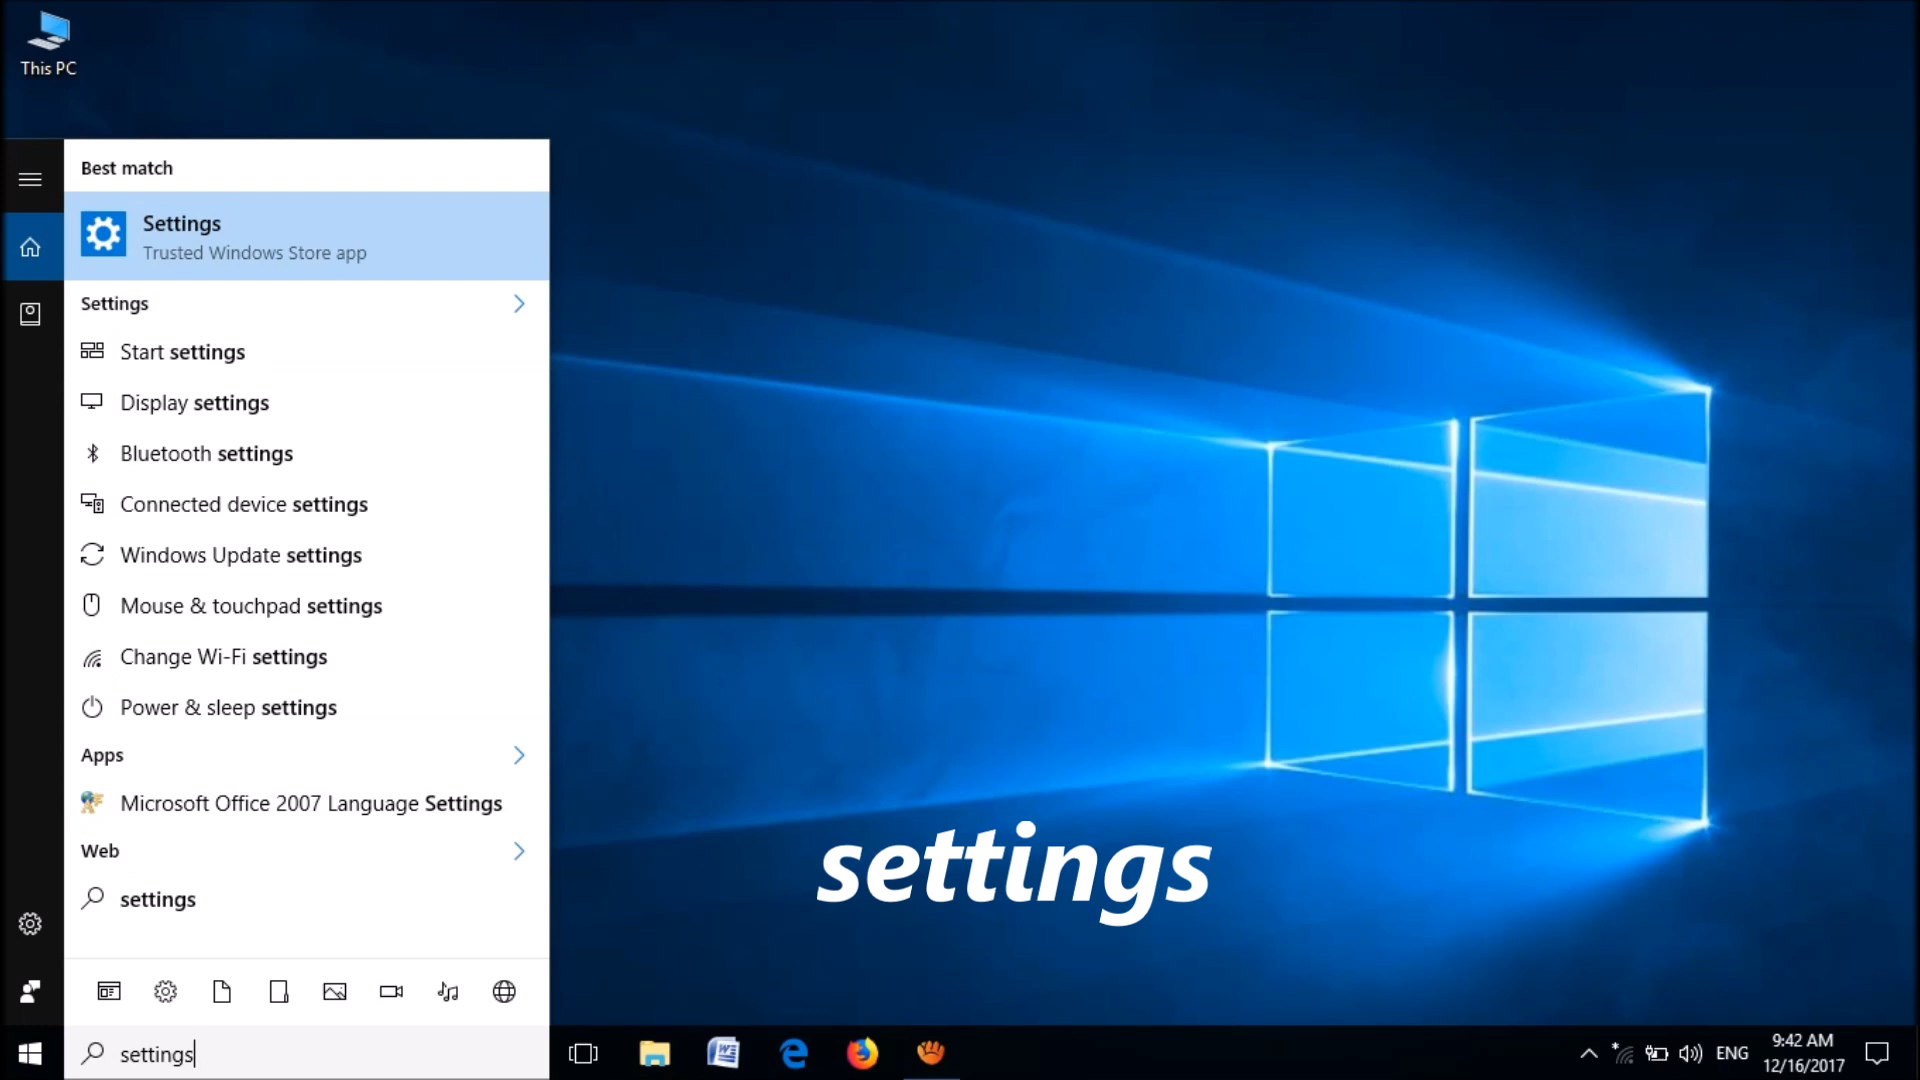 This PC
Best match
Settings
Trusted Windows Store app
Settings
Start settings
Display settings
Bluetooth settings
Connected device settings
Windows Update settings
Mouse & touchpad settings
Change Wi-Fi settings
Power & sleep settings
Apps
Microsoft Office 2007 Language Settings
Web
settings
settings
settings
ENG
9:42 AM
12/16/2017